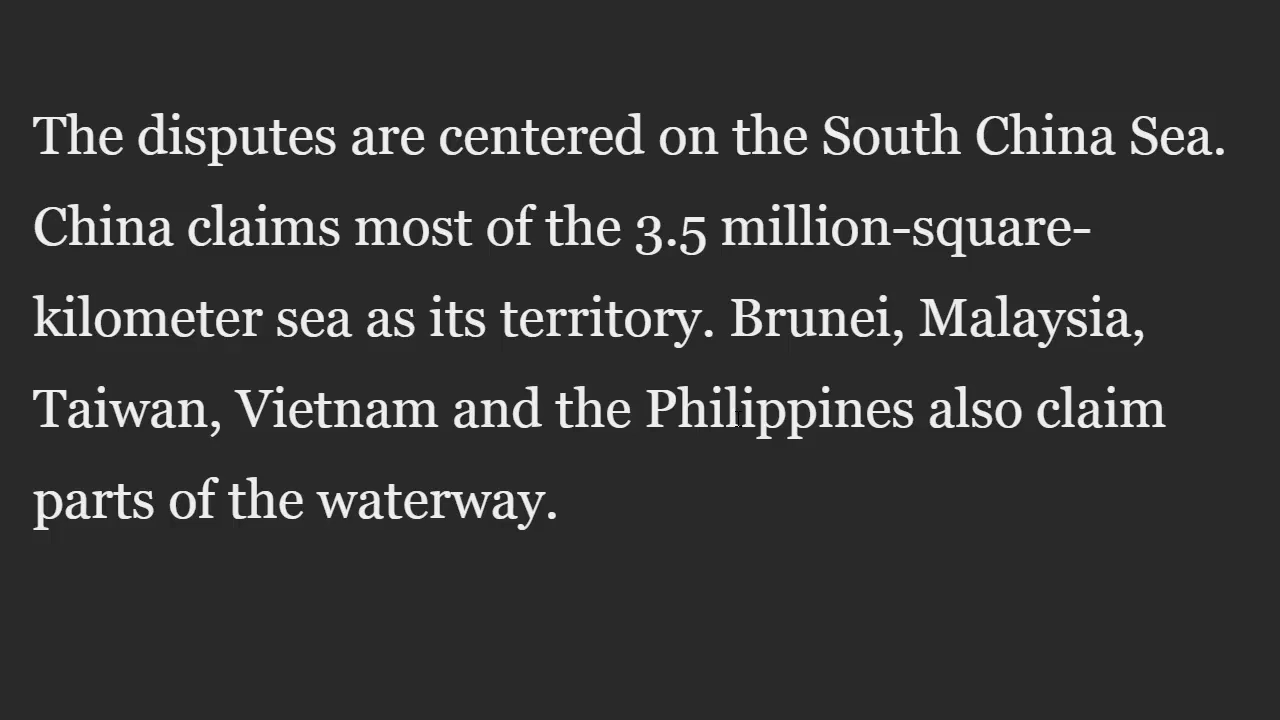 The disputes are centered on the South China Sea.
China claims most of the 3.5 million-square-
kilometer sea as its territory. Brunei, Malaysia,
Taiwan, Vietnam and the Philippines also claim
parts of the waterway.